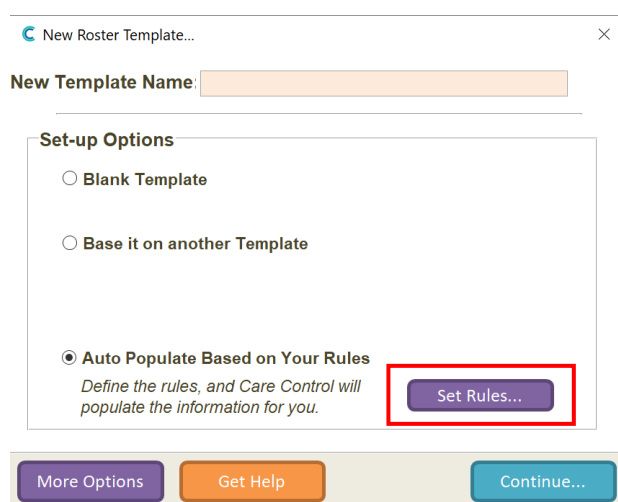 New Roster Template...
New Template Name:
Set-up Options
Blank Template
Base it on another Template
Auto Populate Based on Your Rules
Define the rules, and Care Control will
populate the information for you.
Set Rules...
More Options
Get Help
Continue...